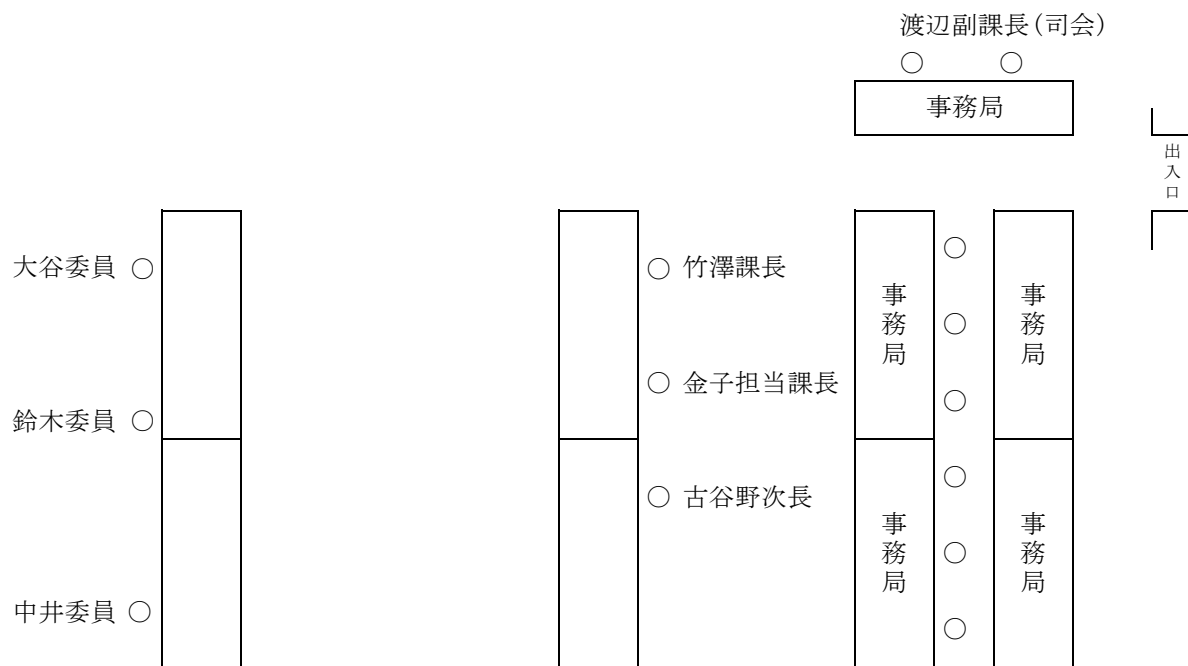 渡辺副課長(司会)
○ ○
事務局
出入口
大谷委員 ○
○ 竹澤課長
○
事務局
事務局
○
○ 金子担当課長
○
鈴木委員 ○
○
○ 古谷野次長
事務局
事務局
○
中井委員 ○
○